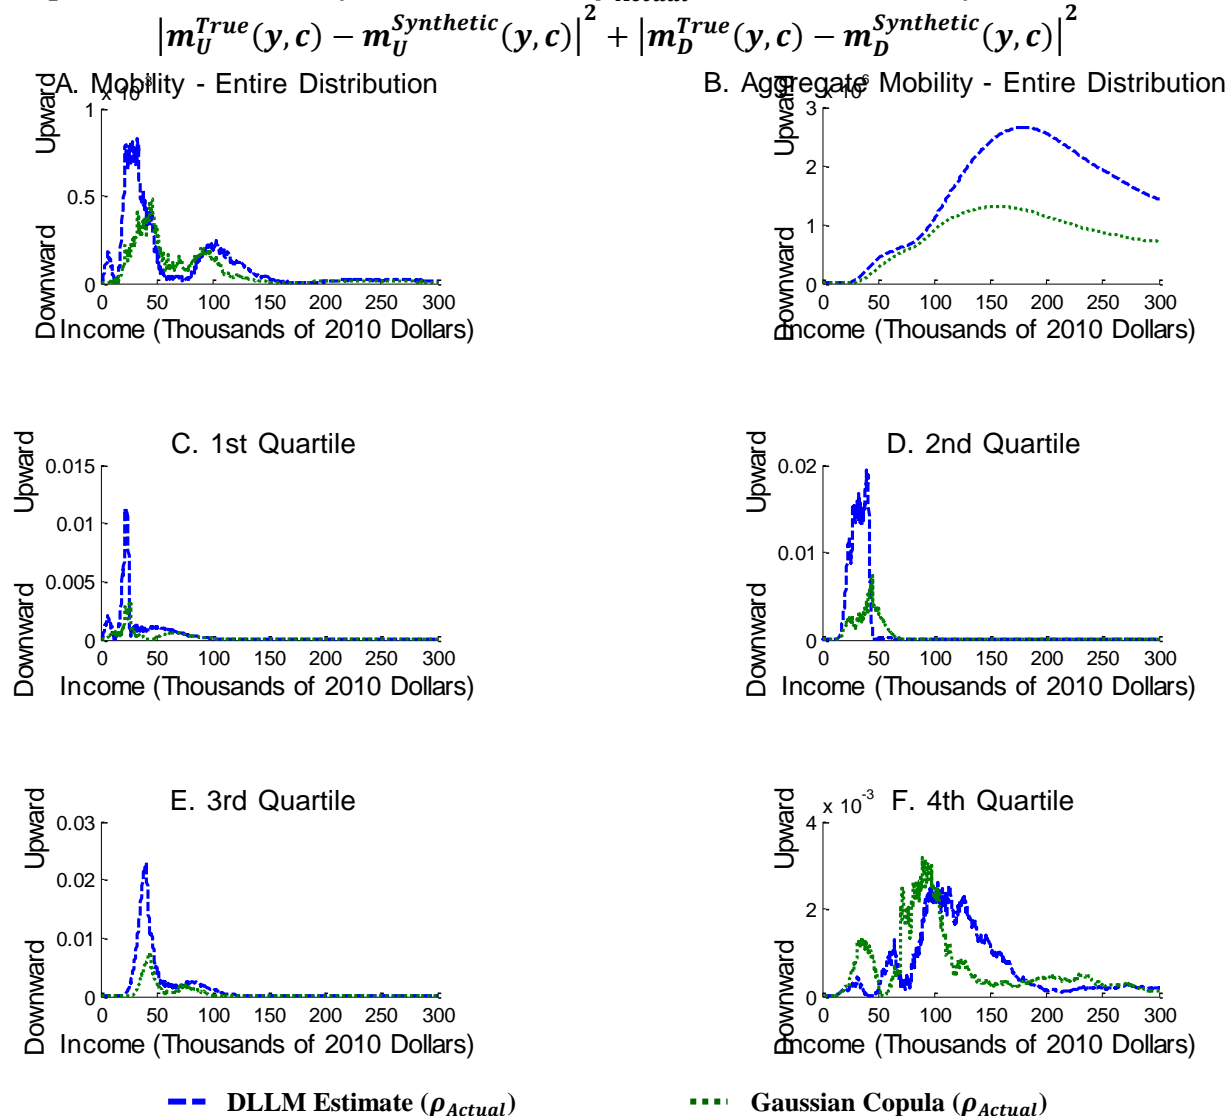 |m_U^True(y, c) − m_U^Synthetic(y, c)|² + |m_D^True(y, c) − m_D^Synthetic(y, c)|²
A. Mobility - Entire Distribution
x 10^-3
Upward
Downward
1
0.5
0
0 50 100 150 200 250 300
Income (Thousands of 2010 Dollars)
B. Aggregate Mobility - Entire Distribution
x 10^6
Upward
Downward
3
2
1
0
0 50 100 150 200 250 300
Income (Thousands of 2010 Dollars)
C. 1st Quartile
Upward
Downward
0.015
0.01
0.005
0
0 50 100 150 200 250 300
Income (Thousands of 2010 Dollars)
D. 2nd Quartile
Upward
Downward
0.02
0.01
0
0 50 100 150 200 250 300
Income (Thousands of 2010 Dollars)
E. 3rd Quartile
Upward
Downward
0.03
0.02
0.01
0
0 50 100 150 200 250 300
Income (Thousands of 2010 Dollars)
F. 4th Quartile
x 10^-3
Upward
Downward
4
2
0
0 50 100 150 200 250 300
Income (Thousands of 2010 Dollars)
DLLM Estimate (ρ_Actual)
Gaussian Copula (ρ_Actual)